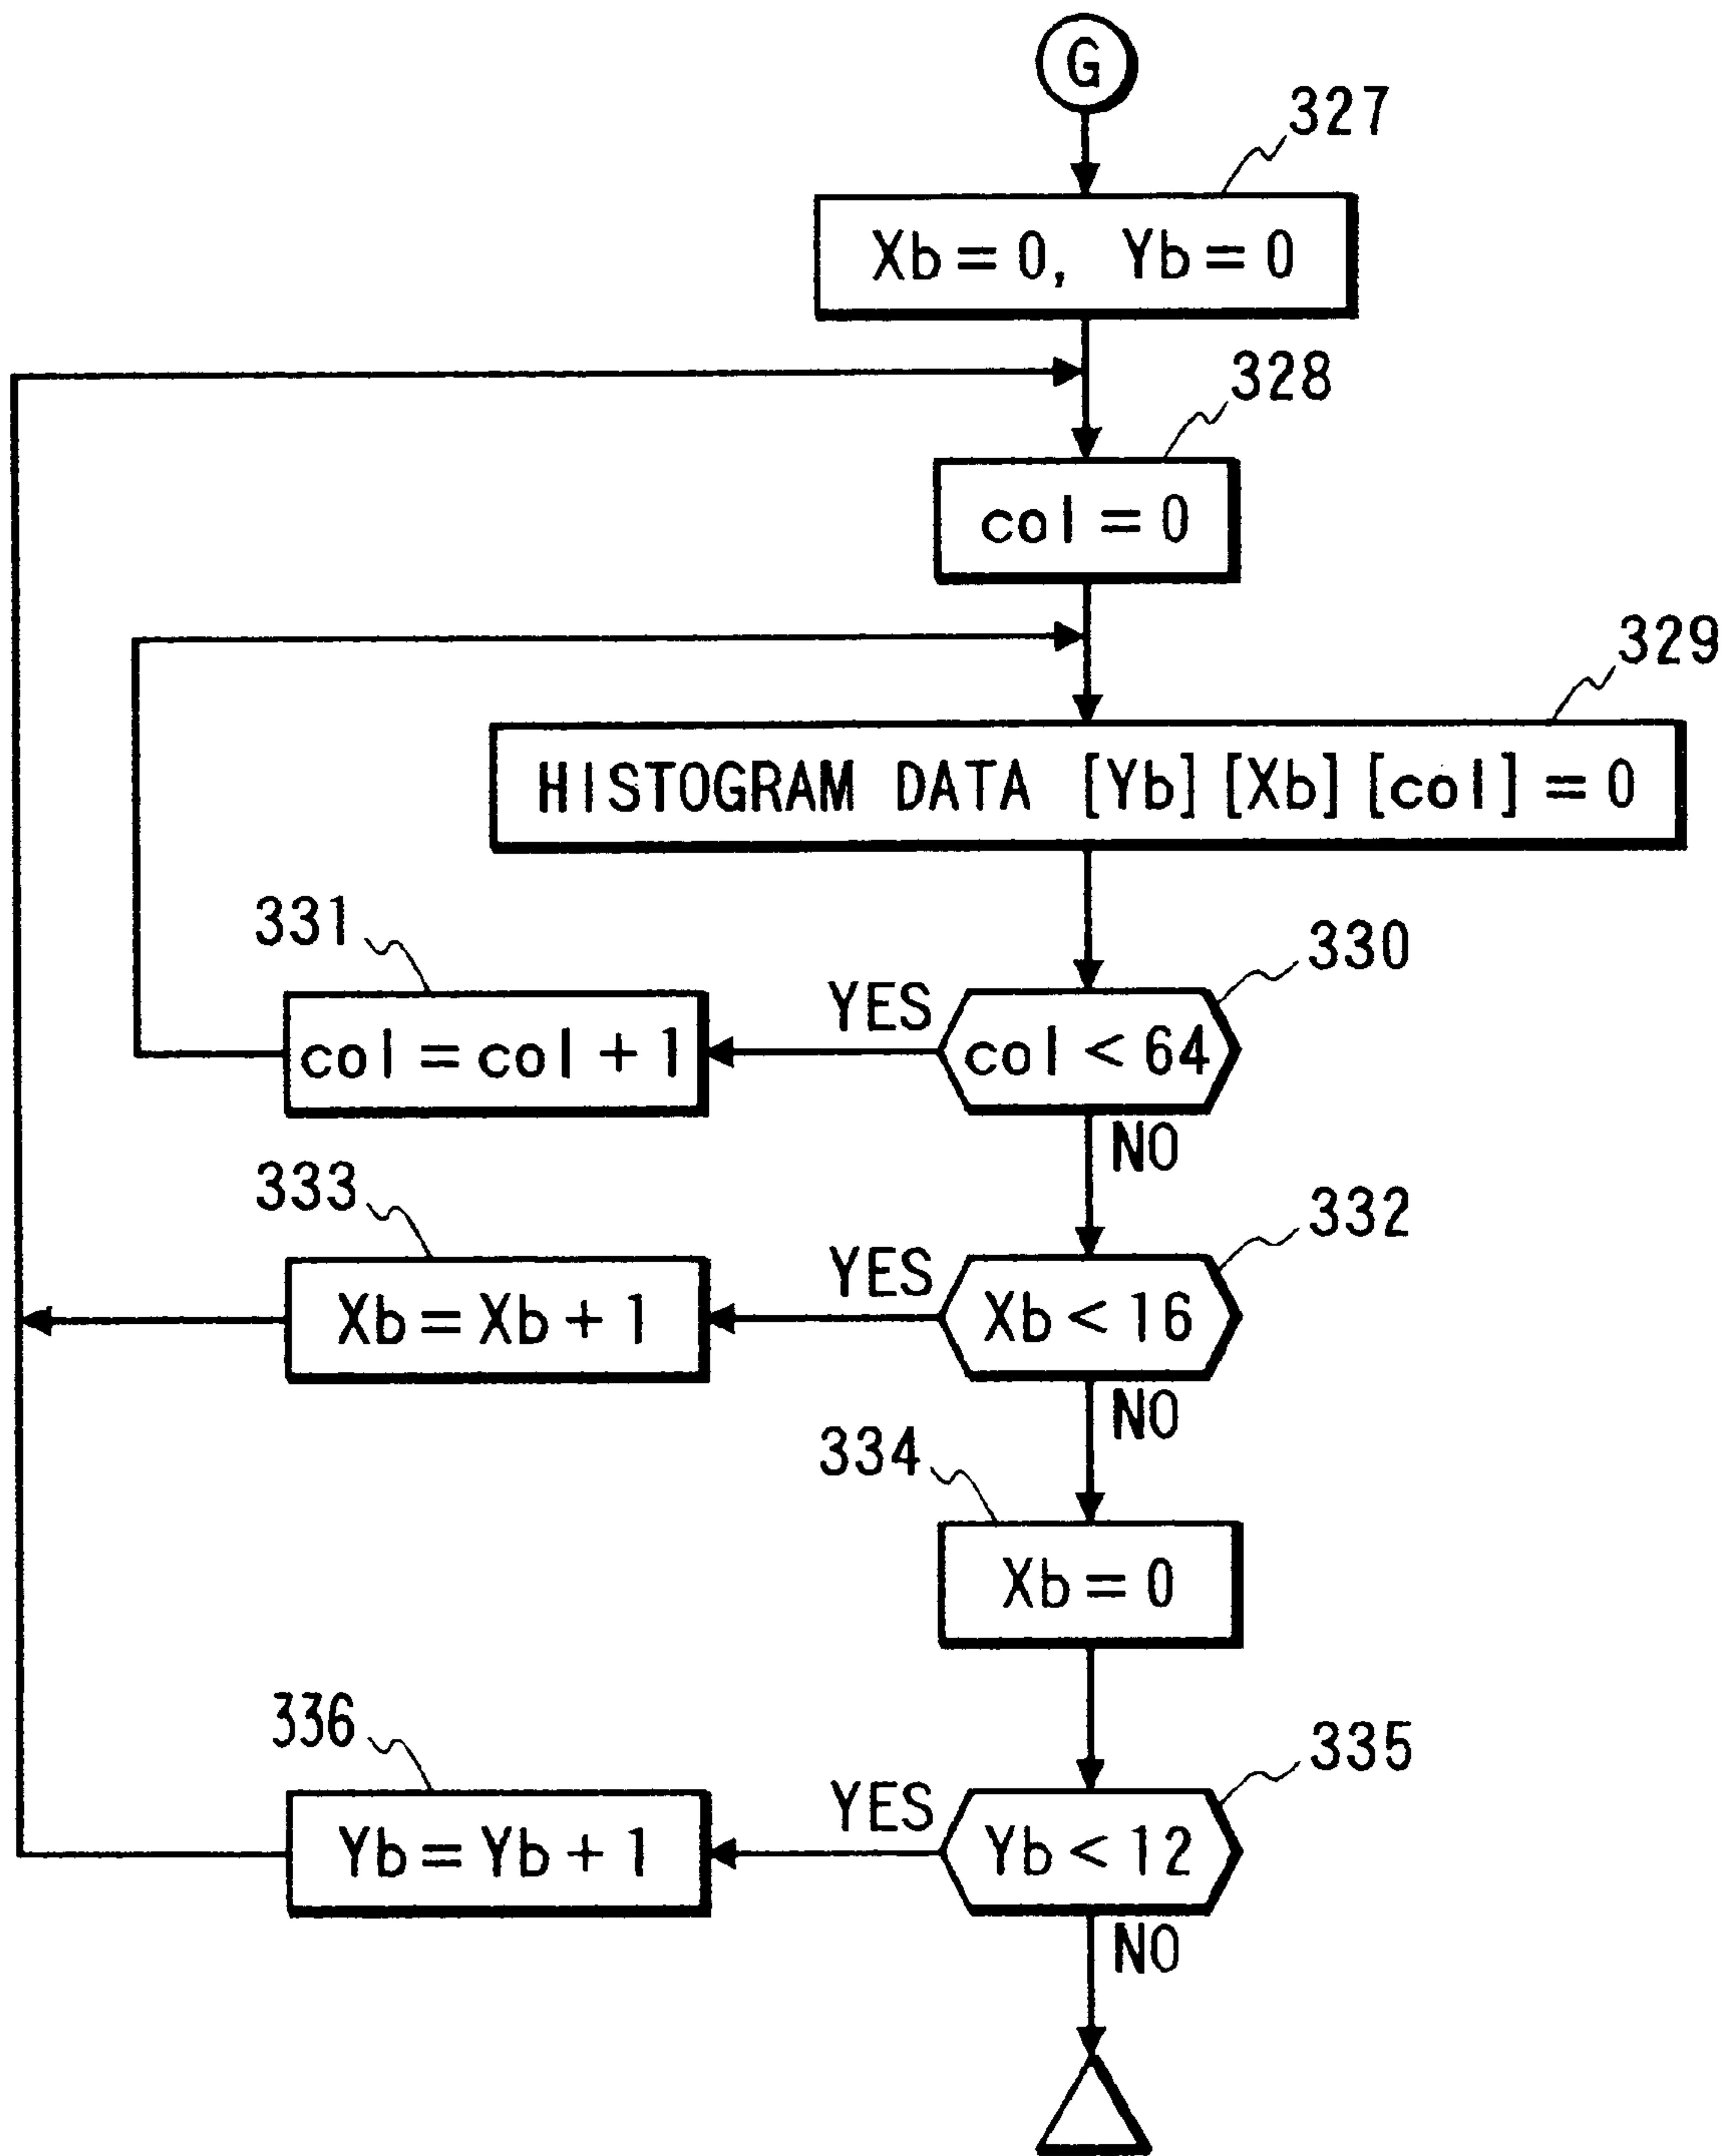 G
327
Xb = 0, Yb = 0
328
col = 0
329
HISTOGRAM DATA [Yb] [Xb] [col] = 0
331
330
YES
col = col + 1
col < 64
NO
333
332
YES
Xb = Xb + 1
Xb < 16
NO
334
Xb = 0
336
335
YES
Yb = Yb + 1
Yb < 12
NO